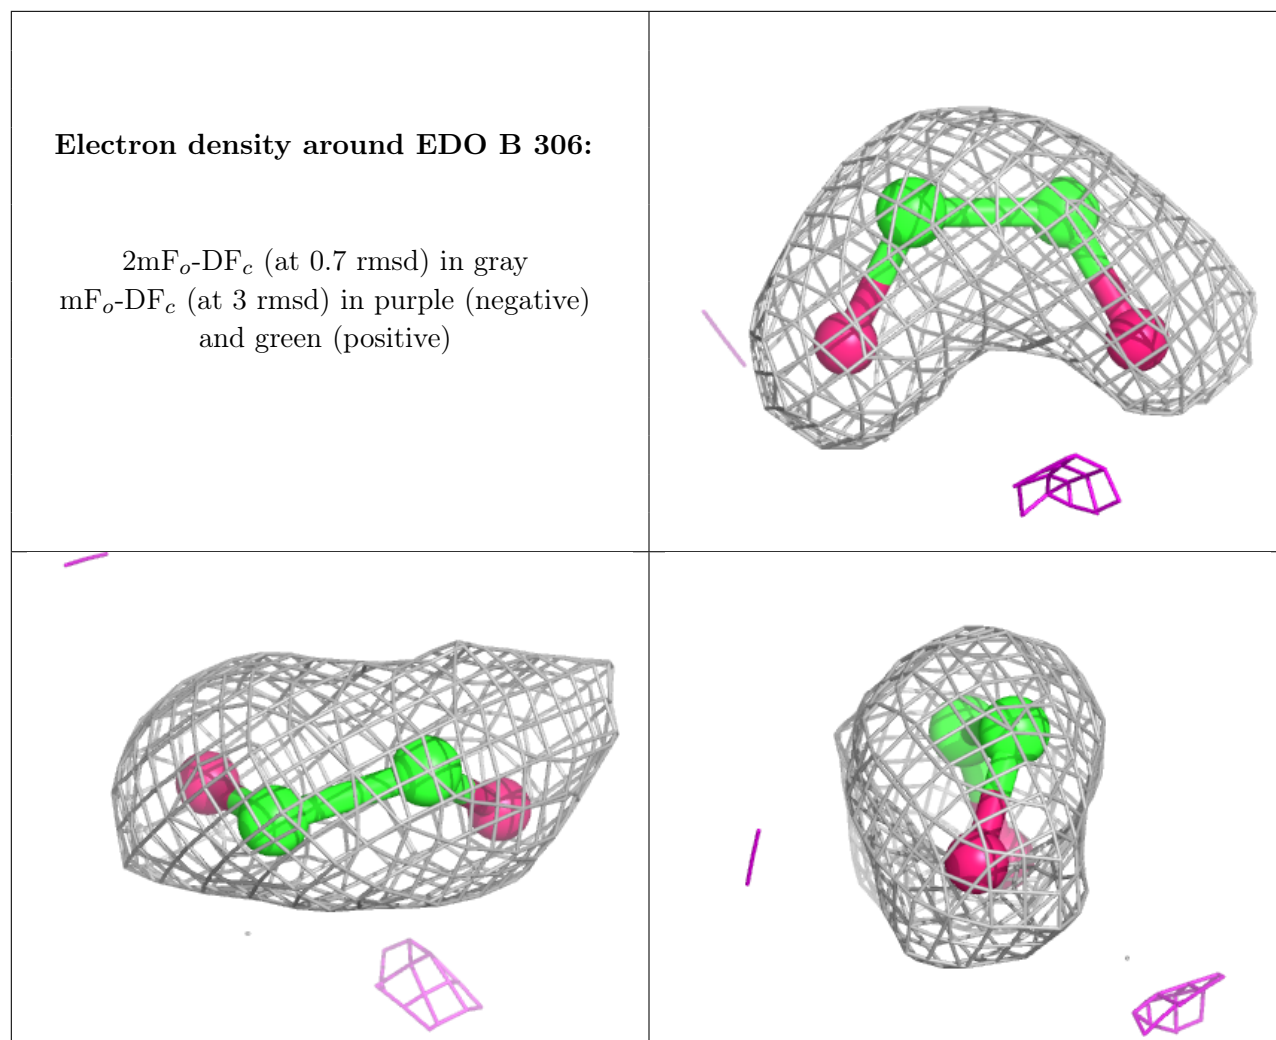 Electron density around EDO B 306:
2mFo-DFc (at 0.7 rmsd) in gray
mFo-DFc (at 3 rmsd) in purple (negative)
and green (positive)